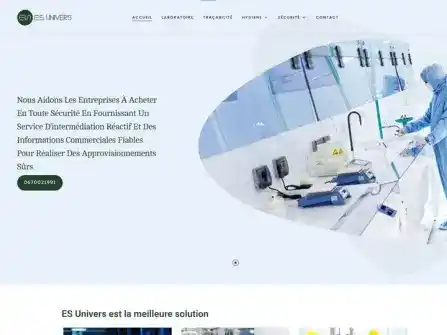 ES UNIVERS
ACCUEIL LABORATOIRE TRAÇABILITÉ HYGIENE SÉCURITÉ CONTACT
Nous Aidons Les Entreprises À Acheter
En Toute Sécurité En Fournissant Un
Service D'intermédiation Réactif Et Des
Informations Commerciales Fiables
Pour Réaliser Des Approvisionnements
Sûrs
0670021991
ES Univers est la meilleure solution